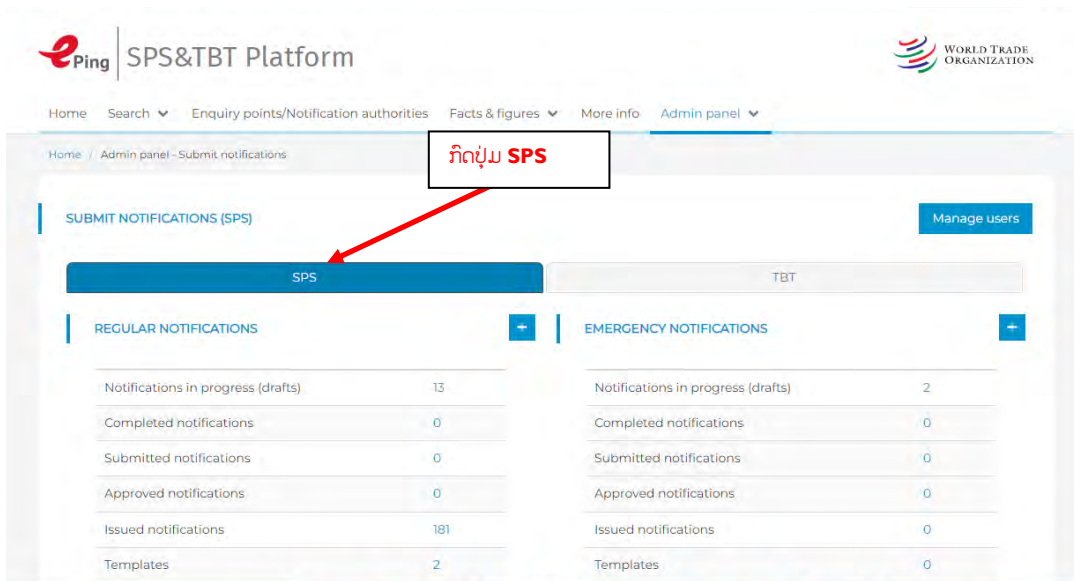 ePing SPS&TBT Platform
WORLD TRADE
ORGANIZATION
Home Search Enquiry points/Notification authorities Facts & figures More info Admin panel
Home / Admin panel - Submit notifications
ກົດປຸ່ມ SPS
SUBMIT NOTIFICATIONS (SPS)
Manage users
SPS TBT
REGULAR NOTIFICATIONS +
EMERGENCY NOTIFICATIONS +
Notifications in progress (drafts) 13
Notifications in progress (drafts) 2
Completed notifications 0
Completed notifications 0
Submitted notifications 0
Submitted notifications 0
Approved notifications 0
Approved notifications 0
Issued notifications 181
Issued notifications 0
Templates 2
Templates 0